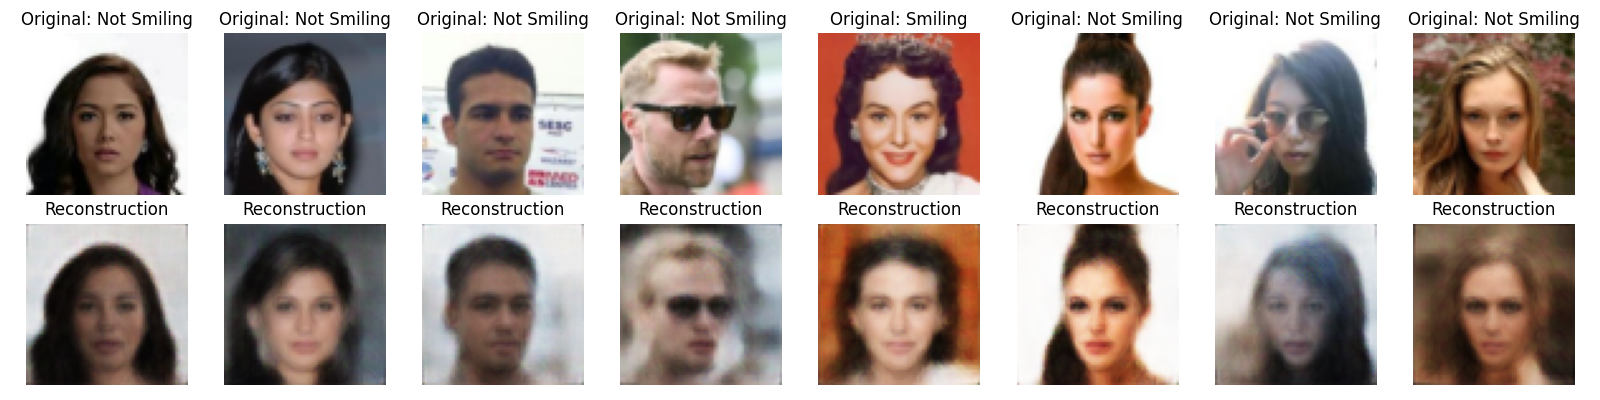 Original: Not Smiling Original: Not Smiling Original: Not Smiling Original: Not Smiling Original: Smiling Original: Not Smiling Original: Not Smiling Original: Not Smiling
SESC
Reconstruction Reconstruction Reconstruction Reconstruction Reconstruction Reconstruction Reconstruction Reconstruction